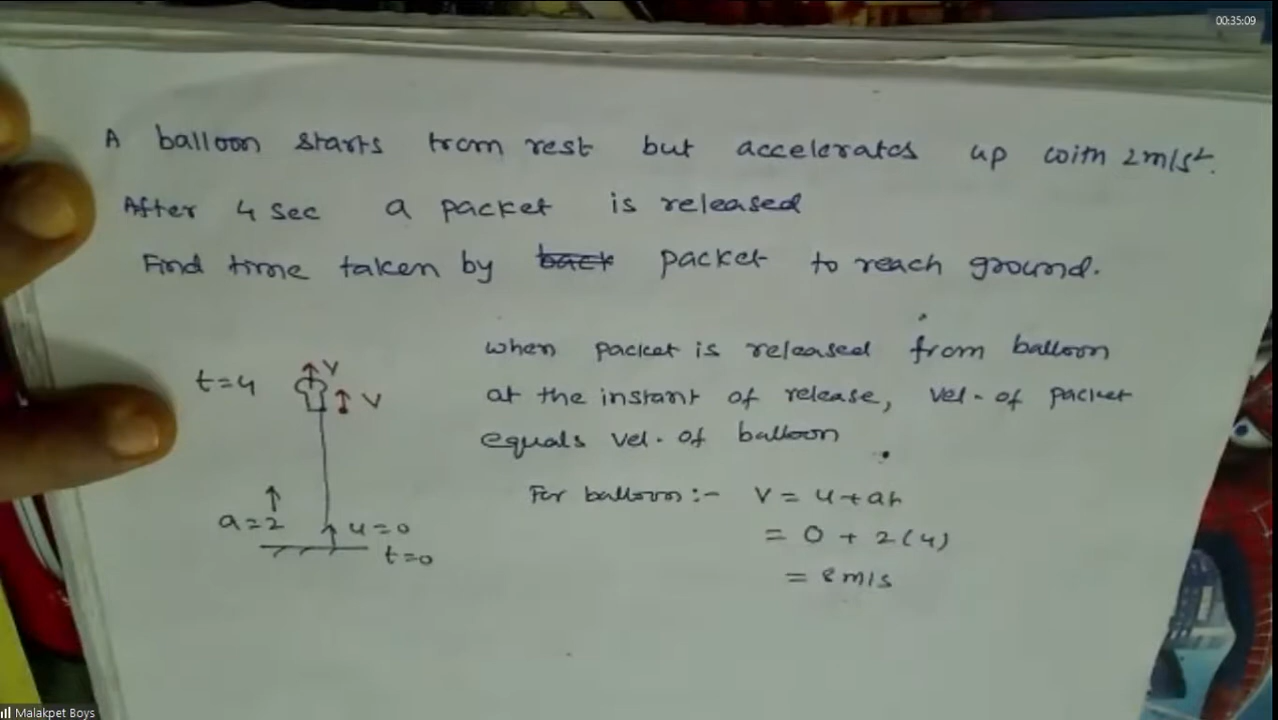 00:35:09
A balloon starts from rest but accelerates up with 2m/s².
After 4 sec a packet is released
Find time taken by back packet to reach ground.
when packet is released from balloon
at the instant of release, vel. of packet
equals vel. of balloon
t=4 V
V
For balloon:- V = u+at
= 0 + 2(4)
= 8m/s
a=2 u=0
t=0
Malakpet Boys